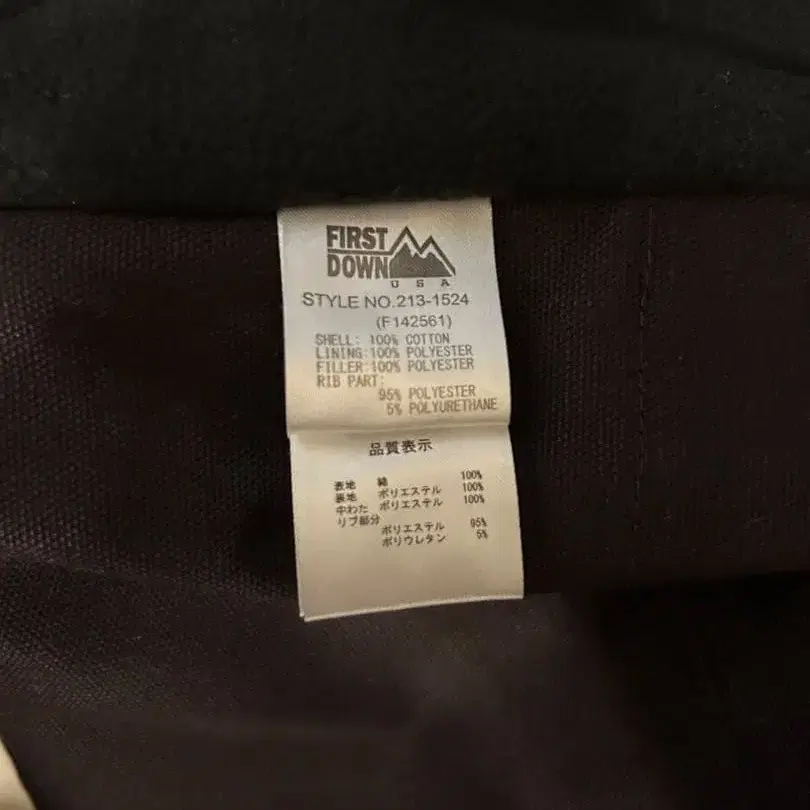 FIRST
DOWN
USA
STYLE NO.213-1524
(F142561)
SHELL: 100% COTTON
LINING:100% POLYESTER
FILLER:100% POLYESTER
RIB PART:
95% POLYESTER
5% POLYURETHANE
品質表示
表地 綿 100%
裏地 ポリエステル 100%
中わた ポリエステル 100%
リブ部分
ポリエステル 95%
ポリウレタン 5%